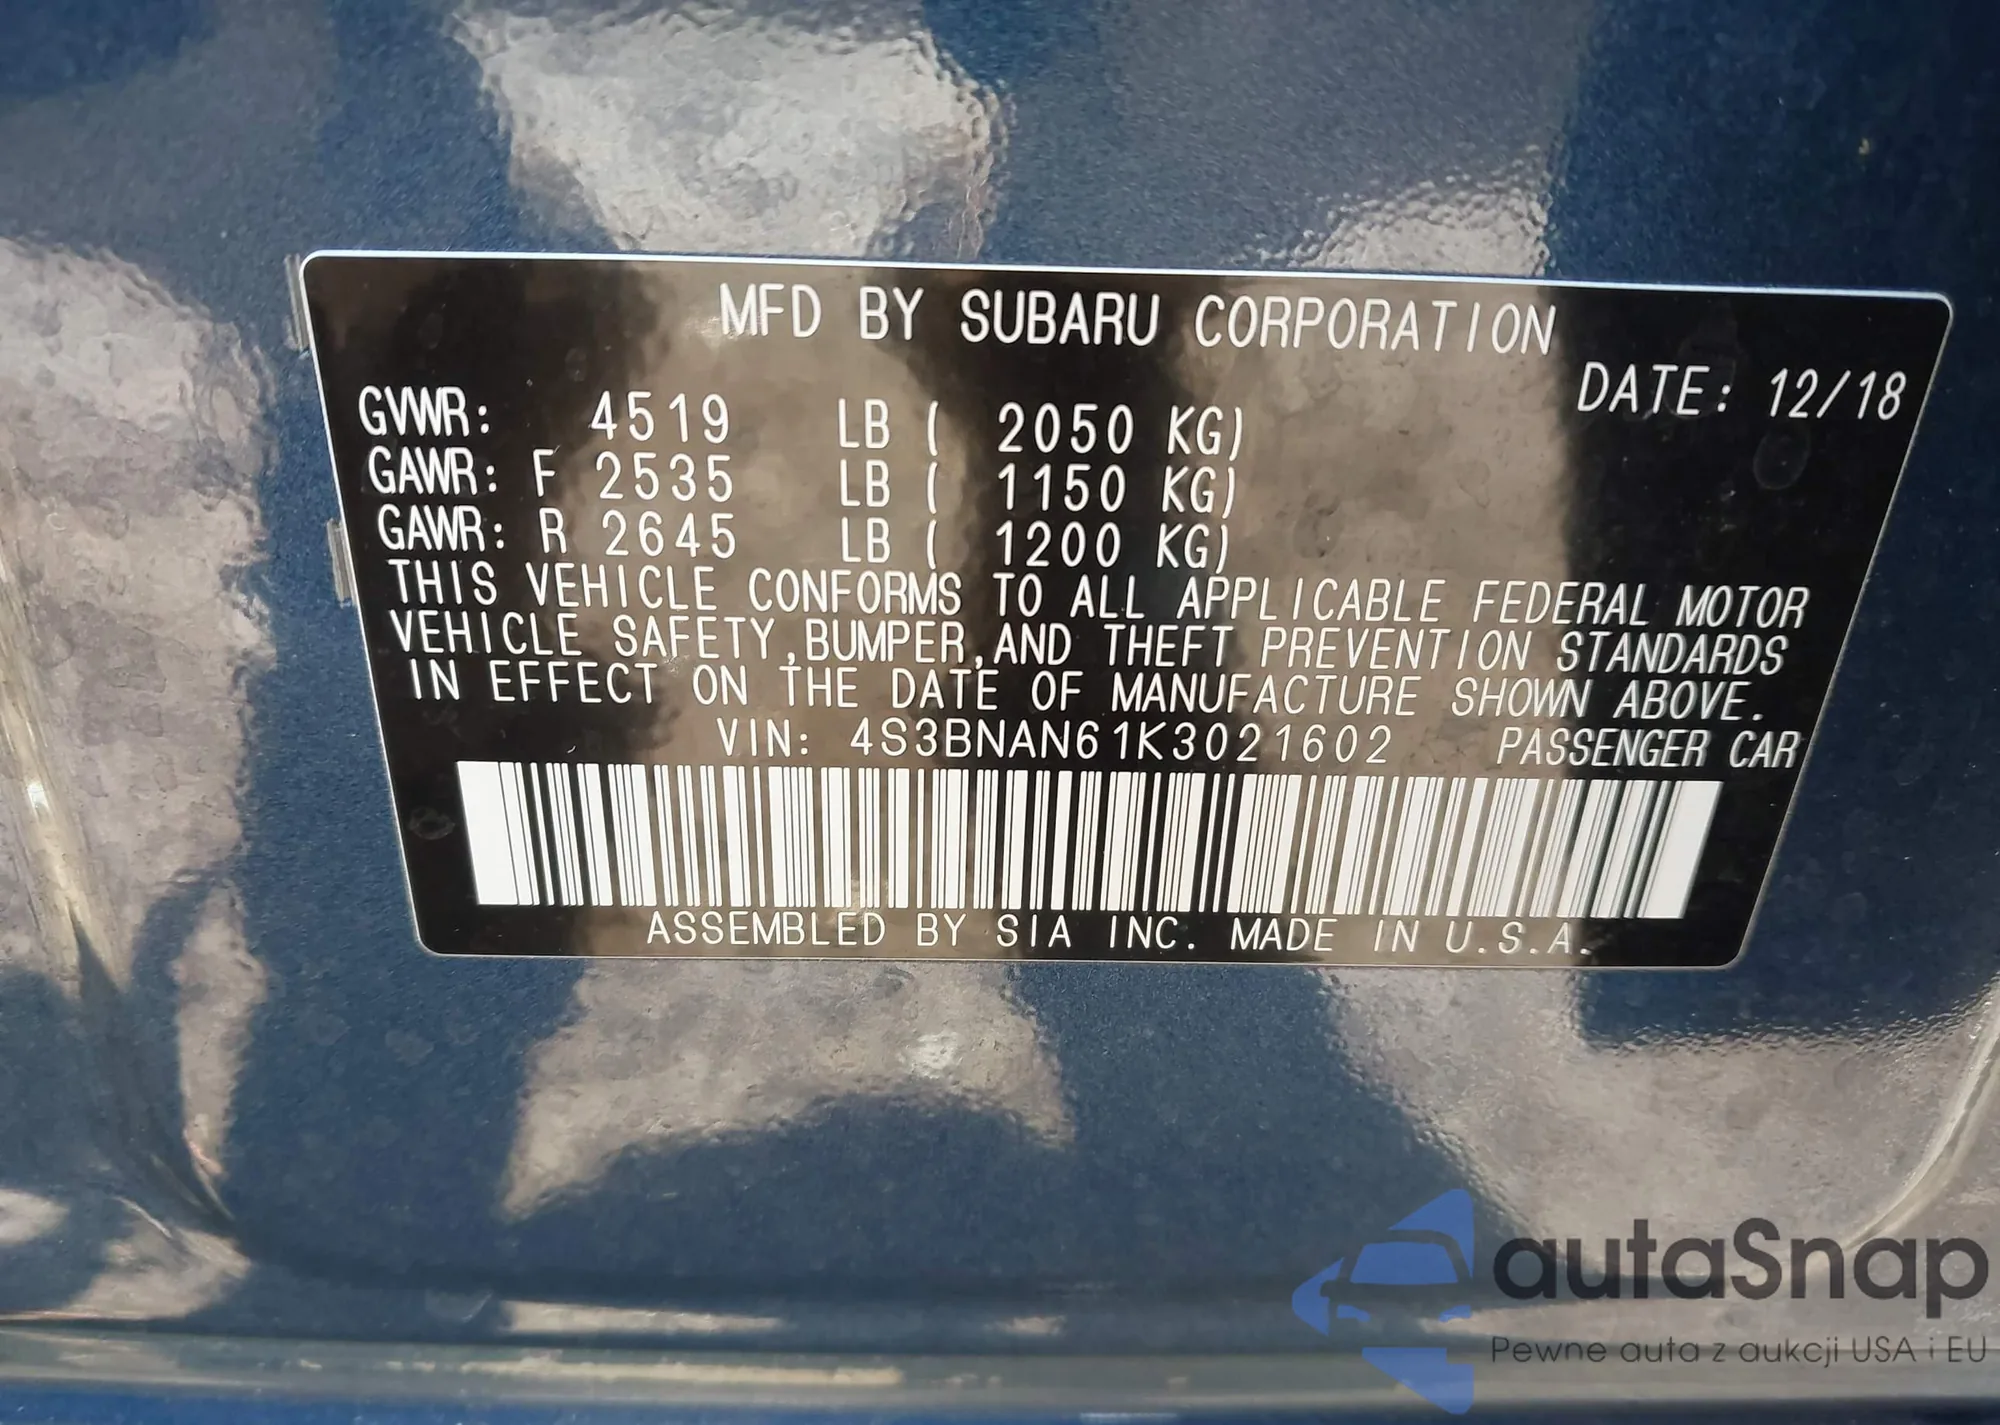 MFD BY SUBARU CORPORATION
DATE: 12/18
GVWR: 4519 LB ( 2050 KG)
GAWR: F 2535 LB ( 1150 KG)
GAWR: R 2645 LB ( 1200 KG)
THIS VEHICLE CONFORMS TO ALL APPLICABLE FEDERAL MOTOR
VEHICLE SAFETY,BUMPER,AND THEFT PREVENTION STANDARDS
IN EFFECT ON THE DATE OF MANUFACTURE SHOWN ABOVE.
VIN: 4S3BNAN61K3021602 PASSENGER CAR
ASSEMBLED BY SIA INC. MADE IN U.S.A.
autaSnap
Pewne auta z aukcji USA i EU